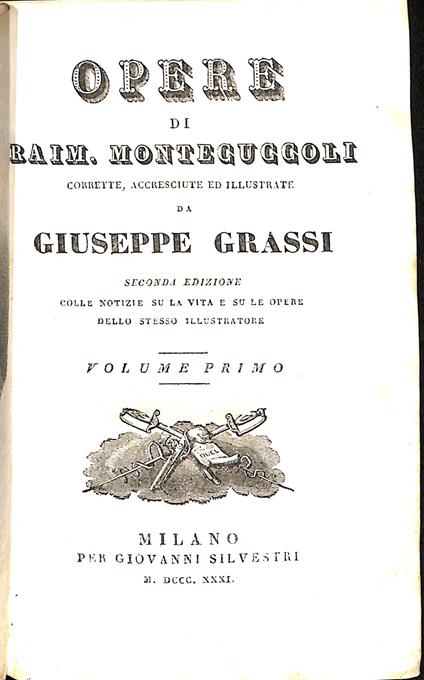 OPERE
DI
RAIM. MONTECUCCOLI
CORRETTE, ACCRESCIUTE ED ILLUSTRATE
DA
GIUSEPPE GRASSI
SECONDA EDIZIONE
COLLE NOTIZIE SU LA VITA E SU LE OPERE
DELLO STESSO ILLUSTRATORE
VOLUME PRIMO
DUEL
MILANO
PER GIOVANNI SILVESTRI
M. DCCC. XXXI.